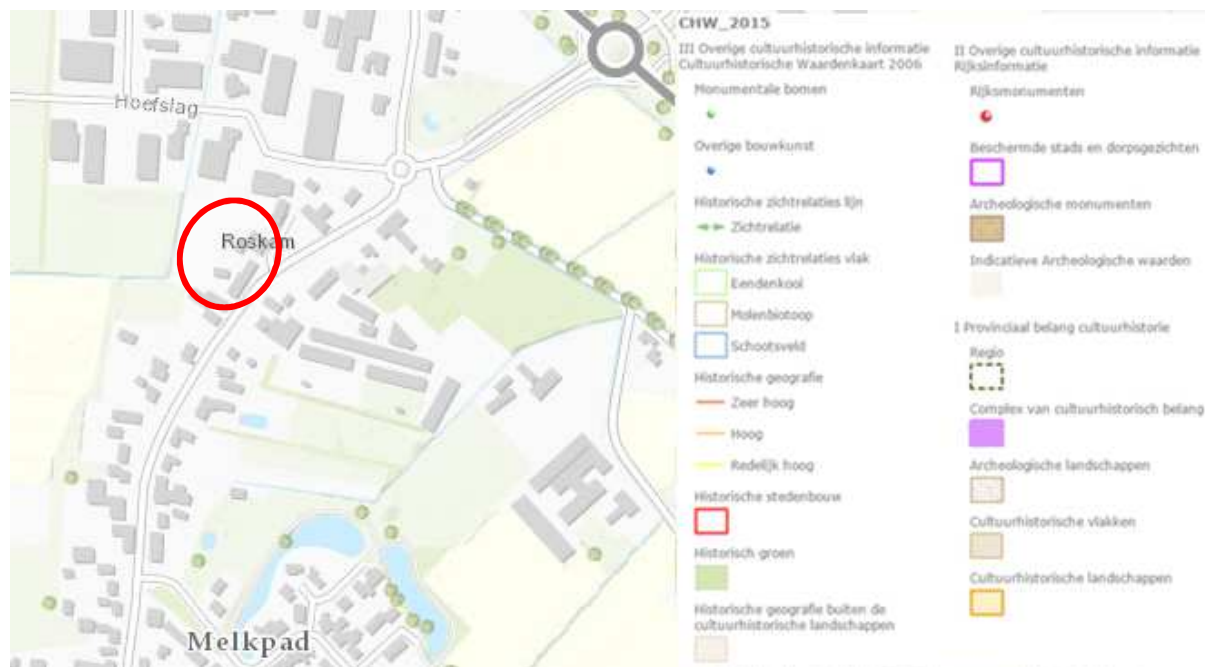 Hoefslag
Roskam
Melkpad
CHW_2015
III Overige cultuurhistorische informatie
Cultuurhistorische Waardenkaart 2006
Monumentale bomen
Overige bouwkunst
Historische zichtrelaties lijn
Zichtrelatie
Historische zichtrelaties vlak
Eendenkooi
Molenbiotoop
Schootsveld
Historische geografie
Zeer hoog
Hoog
Redelijk hoog
Historische stedenbouw
Historisch groen
Historische geografie buiten de
cultuurhistorische landschappen
II Overige cultuurhistorische informatie
Rijksinformatie
Rijksmonumenten
Beschermde stads en dorpsgezichten
Archeologische monumenten
Indicatieve Archeologische waarden
I Provinciaal belang cultuurhistorie
Regio
Complex van cultuurhistorisch belang
Archeologische landschappen
Cultuurhistorische vlakken
Cultuurhistorische landschappen